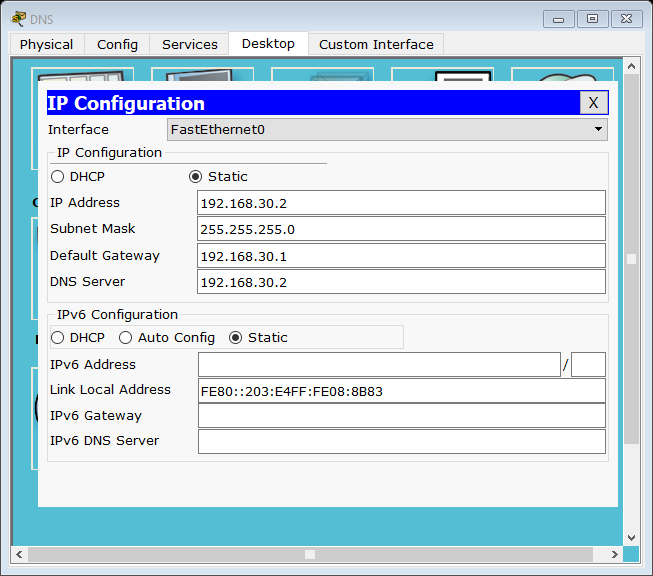 DNS
Physical Config Services Desktop Custom Interface
IP Configuration X
Interface FastEthernet0
IP Configuration
DHCP Static
IP Address 192.168.30.2
Subnet Mask 255.255.255.0
Default Gateway 192.168.30.1
DNS Server 192.168.30.2
IPv6 Configuration
DHCP Auto Config Static
IPv6 Address /
Link Local Address FE80::203:E4FF:FE08:8B83
IPv6 Gateway
IPv6 DNS Server